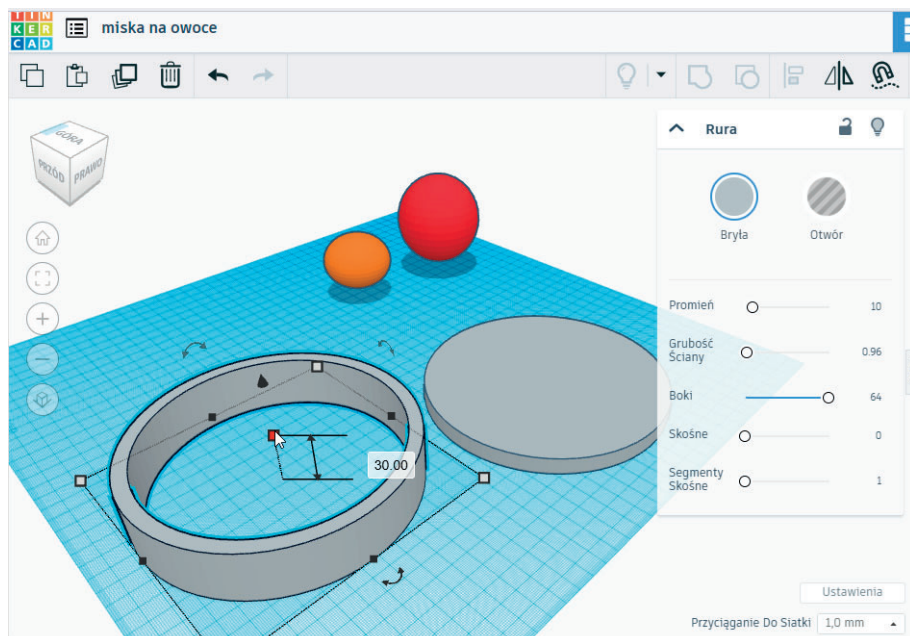 TIN
KER
CAD
miska na owoce
GÓRA
PRZÓD
PRAWO
Rura
Bryła
Otwór
Promień 10
Grubość
Ściany 0.96
Boki 64
Skośne 0
Segmenty
Skośne 1
30.00
Ustawienia
Przyciąganie Do Siatki 1,0 mm